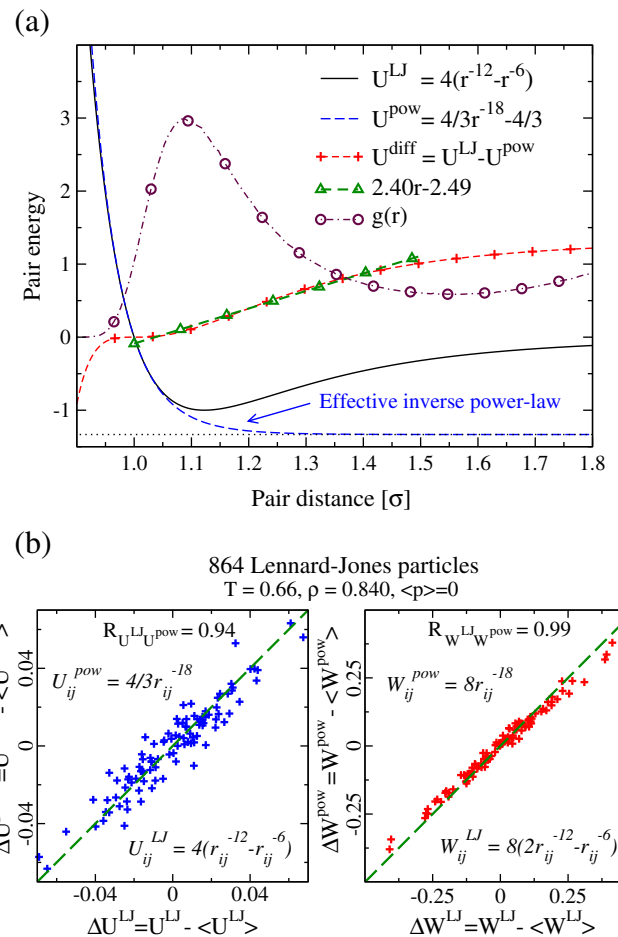 (a)
U^LJ = 4(r^-12-r^-6)
U^pow = 4/3r^-18-4/3
U^diff = U^LJ-U^pow
2.40r-2.49
g(r)
Pair energy
3
2
1
0
-1
Effective inverse power-law
1.0 1.1 1.2 1.3 1.4 1.5 1.6 1.7 1.8
Pair distance [σ]
(b)
864 Lennard-Jones particles
T = 0.66, ρ = 0.840, <p>=0
R_U^LJ U^pow = 0.94
U_ij^pow = 4/3r_ij^-18
U_ij^LJ = 4(r_ij^-12-r_ij^-6)
0.04
0
-0.04
-0.04 0 0.04
ΔU^LJ=U^LJ - <U^LJ>
R_W^LJ W^pow = 0.99
W_ij^pow = 8r_ij^-18
W_ij^LJ = 8(2r_ij^-12-r_ij^-6)
ΔW^pow=W^pow - <W^pow>
0.25
0
-0.25
-0.25 0 0.25
ΔW^LJ=W^LJ - <W^LJ>